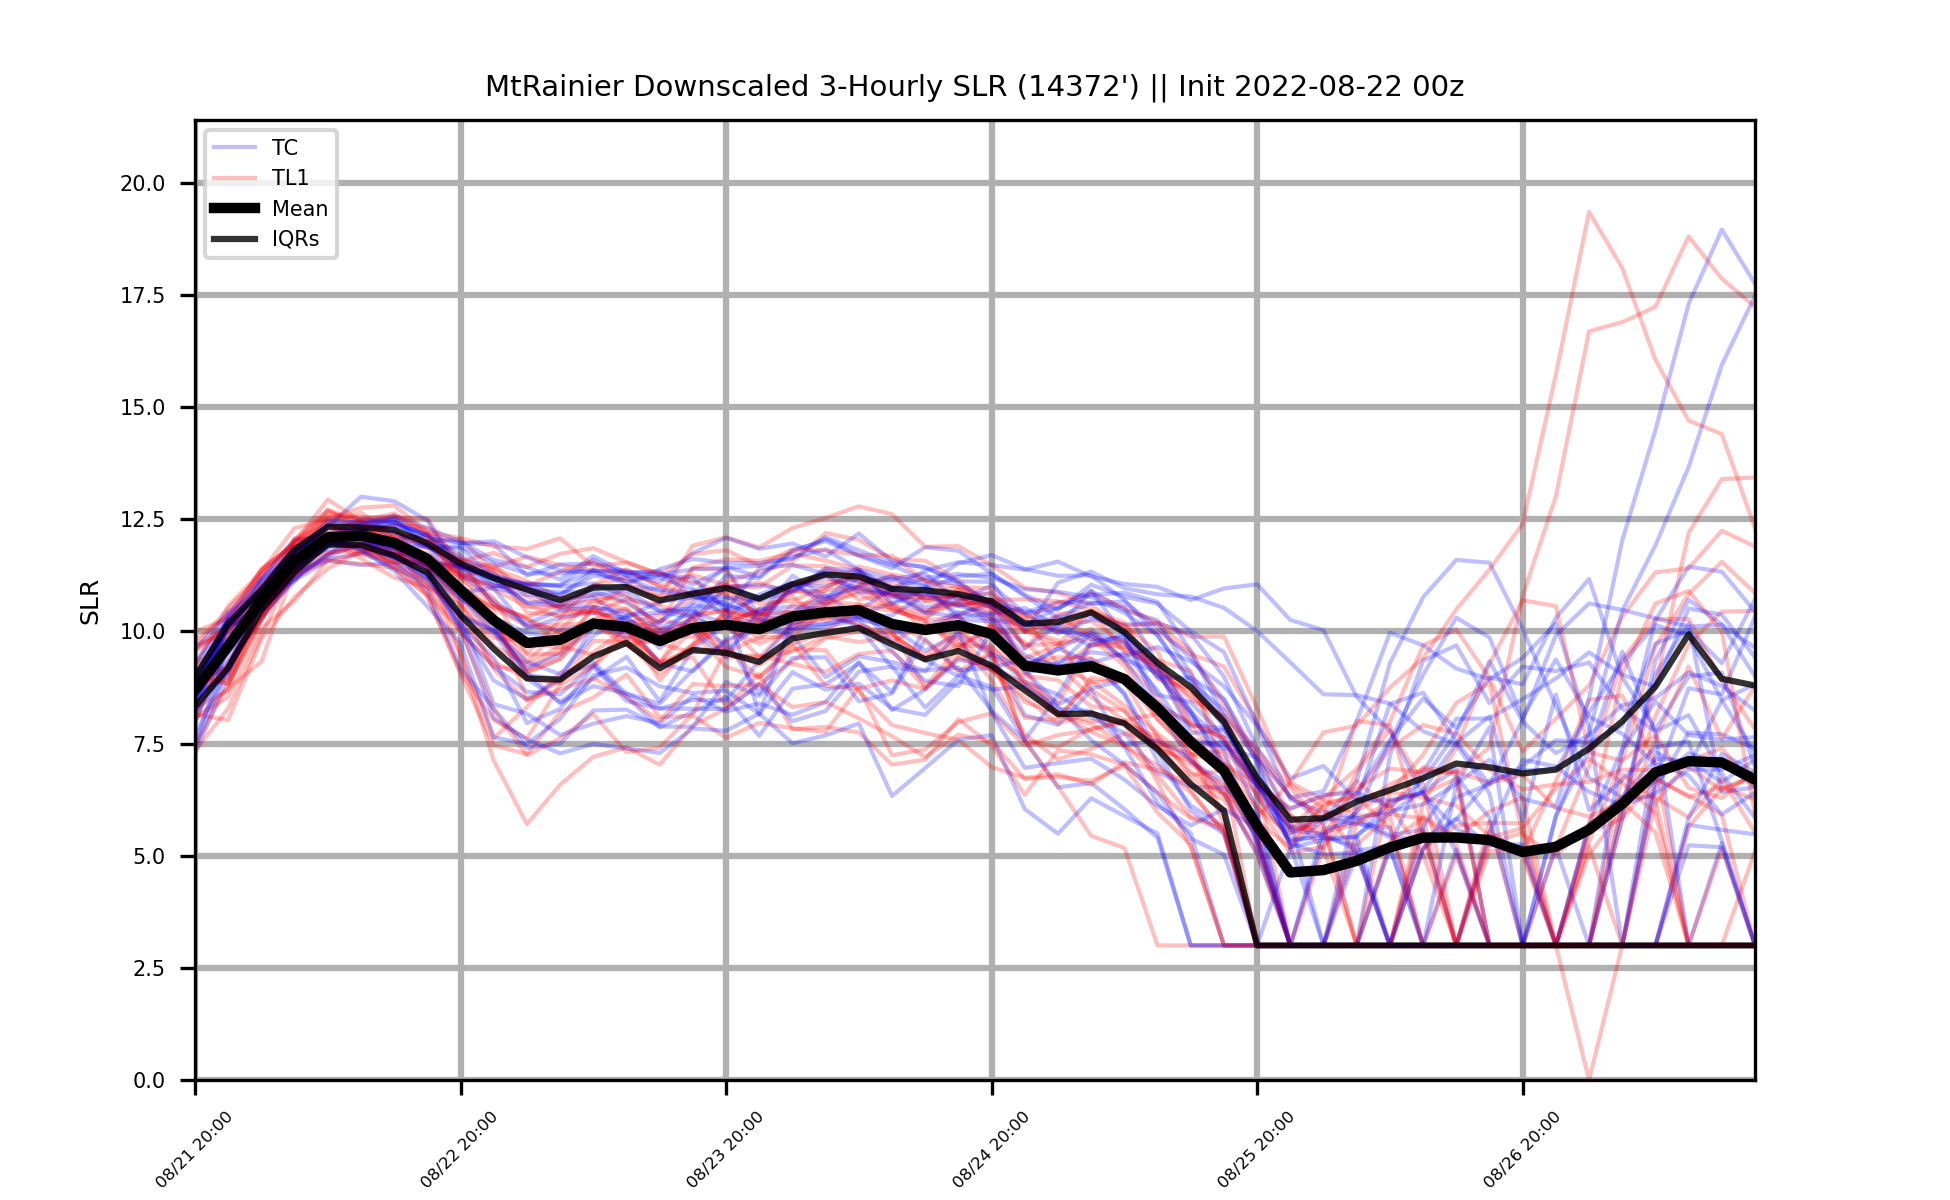 MtRainier Downscaled 3-Hourly SLR (14372') || Init 2022-08-22 00z
TC
TL1
Mean
IQRs
SLR
20.0
17.5
15.0
12.5
10.0
7.5
5.0
2.5
0.0
08/21 20:00
08/22 20:00
08/23 20:00
08/24 20:00
08/25 20:00
08/26 20:00